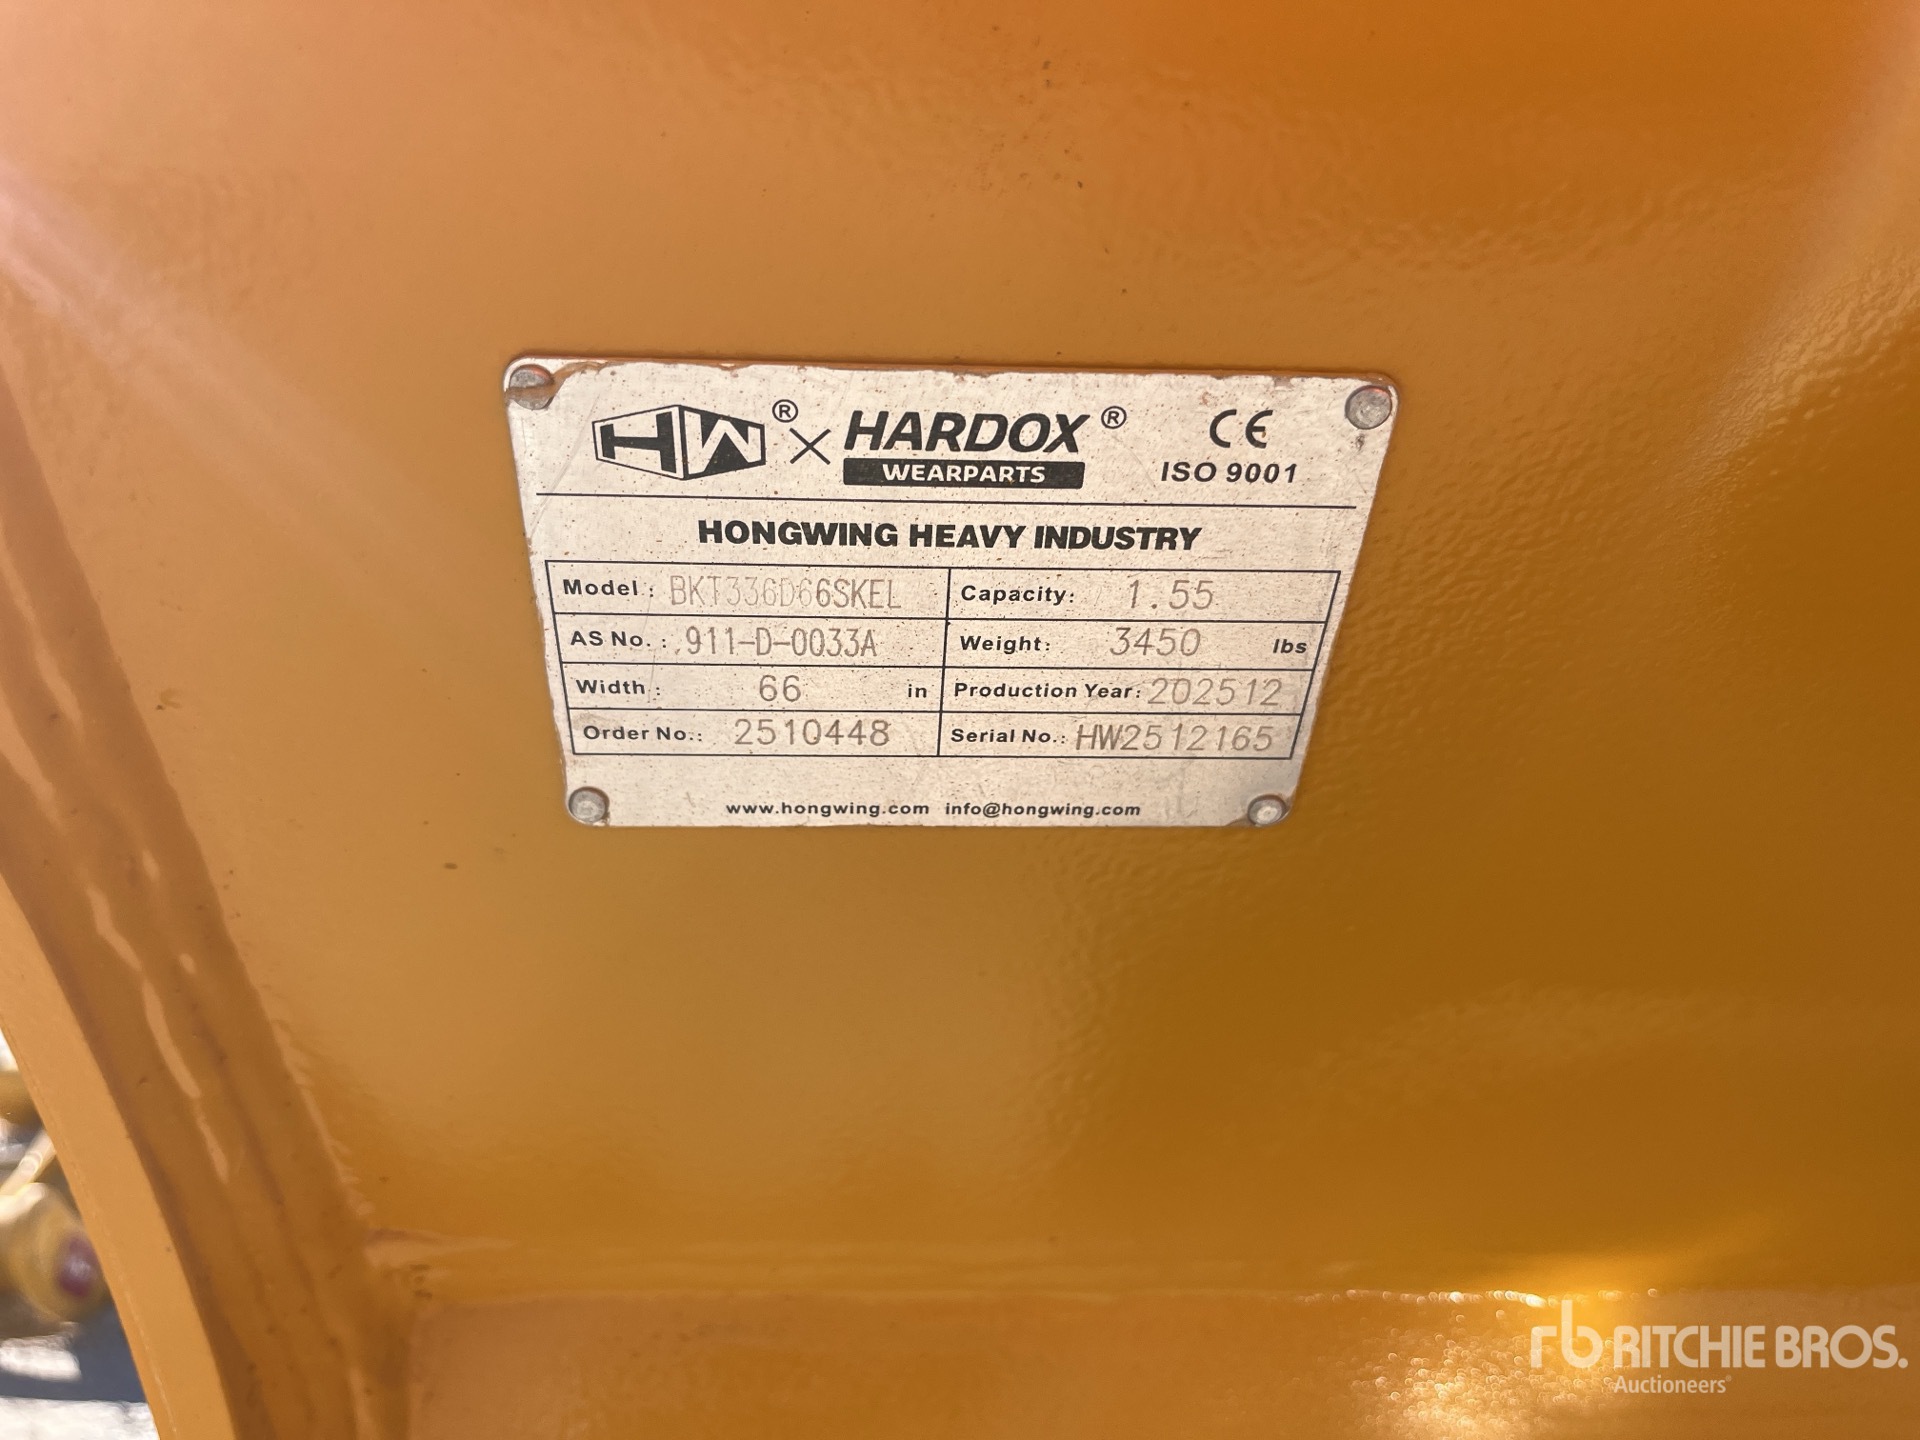 HW® × HARDOX® CE
WEARPARTS ISO 9001
HONGWING HEAVY INDUSTRY
Model: BKT336D66SKEL Capacity: 1.55
AS No.: 911-D-0033A Weight: 3450 lbs
Width: 66 in Production Year: 202512
Order No.: 2510448 Serial No.: HW2512165
www.hongwing.com info@hongwing.com
rb RITCHIE BROS.
Auctioneers